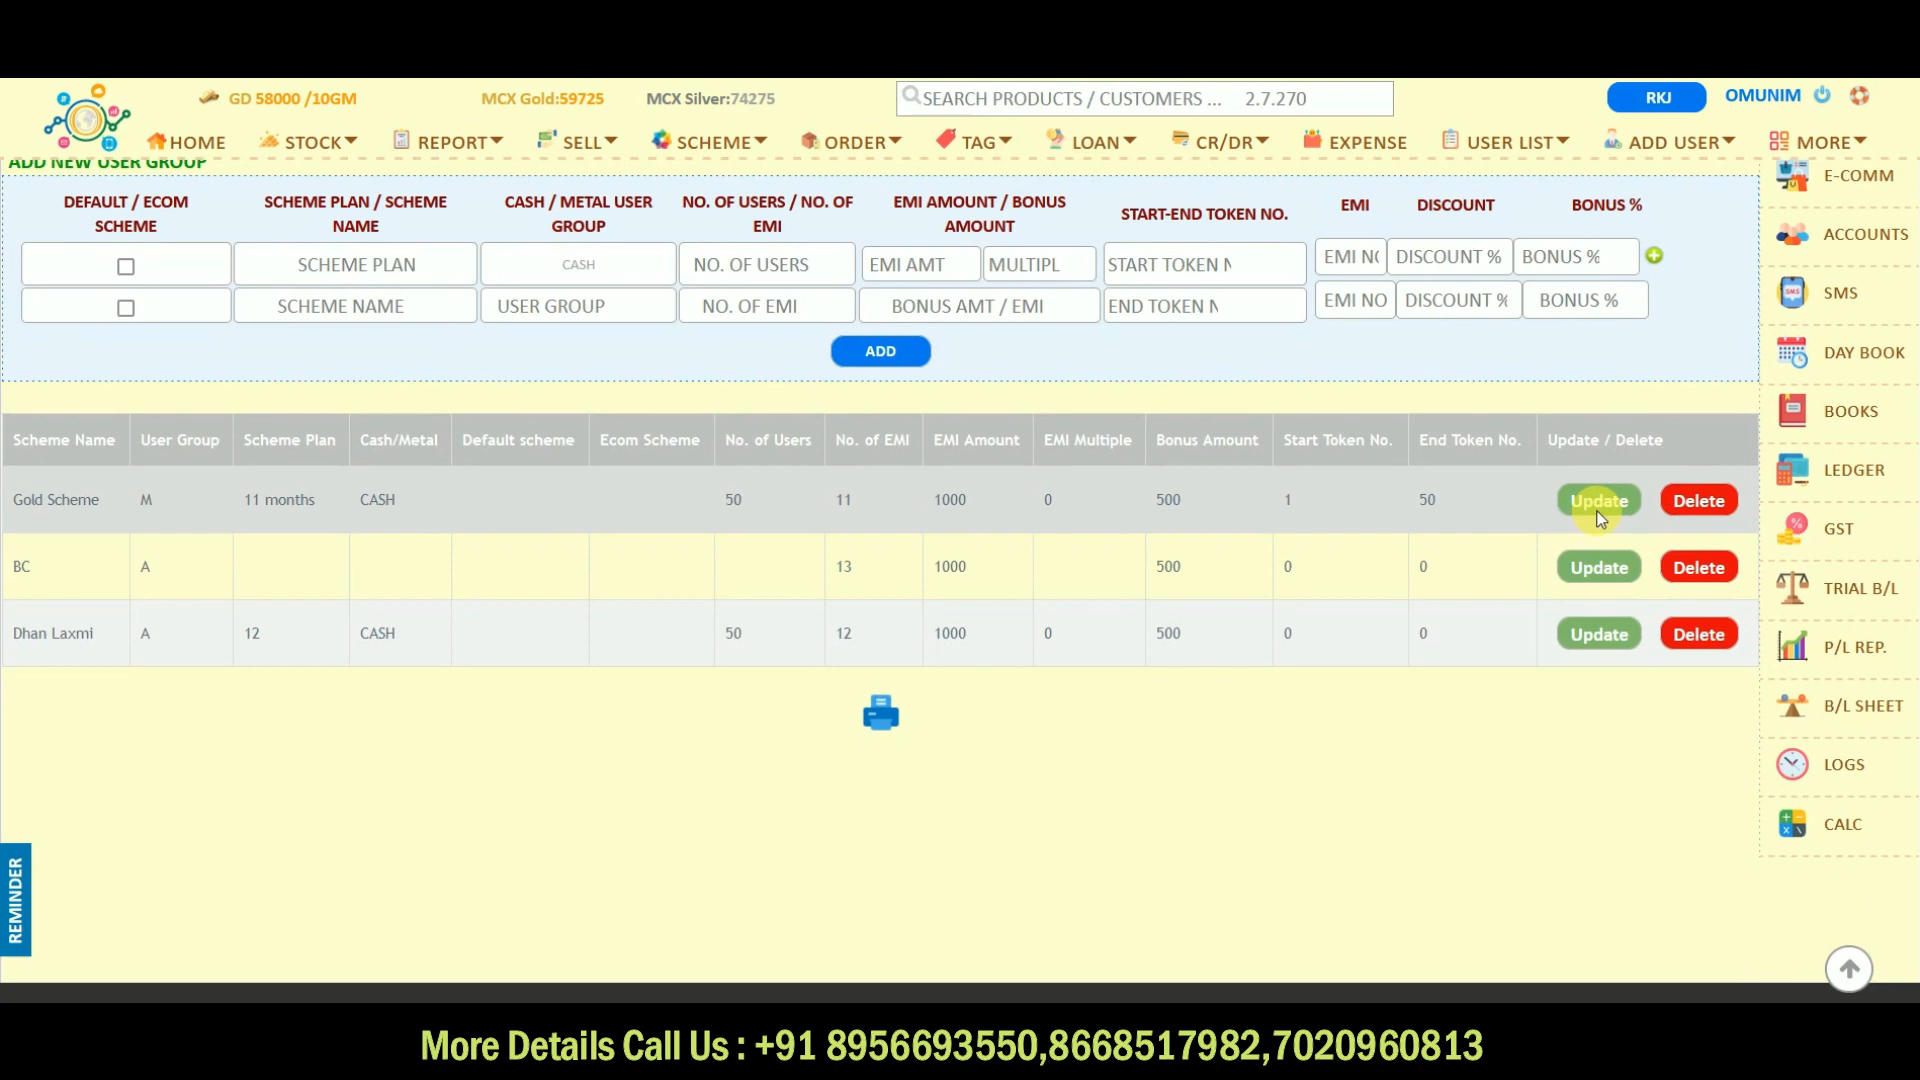 GD 58000 /10GM
MCX Gold:59725
MCX Silver:74275
SEARCH PRODUCTS / CUSTOMERS ... 2.7.270
RKJ
OMUNIM
HOME
STOCK
REPORT
SELL
SCHEME
ORDER
TAG
LOAN
CR/DR
EXPENSE
USER LIST
ADD USER
MORE
ADD NEW USER GROUP
DEFAULT / ECOM
SCHEME
SCHEME PLAN / SCHEME
NAME
CASH / METAL USER
GROUP
NO. OF USERS / NO. OF
EMI
EMI AMOUNT / BONUS
AMOUNT
START-END TOKEN NO.
EMI
DISCOUNT
BONUS %
SCHEME PLAN
CASH
NO. OF USERS
EMI AMT
MULTIPL
START TOKEN N
EMI NO
DISCOUNT %
BONUS %
SCHEME NAME
USER GROUP
NO. OF EMI
BONUS AMT / EMI
END TOKEN N
EMI NO
DISCOUNT %
BONUS %
ADD
Scheme Name User Group Scheme Plan Cash/Metal Default scheme Ecom Scheme No. of Users No. of EMI EMI Amount EMI Multiple Bonus Amount Start Token No. End Token No. Update / Delete
Gold Scheme M 11 months CASH 50 11 1000 0 500 1 50 Update Delete
BC A 13 1000 500 0 0 Update Delete
Dhan Laxmi A 12 CASH 50 12 1000 0 500 0 0 Update Delete
E-COMM
ACCOUNTS
SMS
SMS
DAY BOOK
BOOKS
LEDGER
GST
TRIAL B/L
P/L REP.
B/L SHEET
LOGS
CALC
REMINDER
More Details Call Us : +91 8956693550,8668517982,7020960813